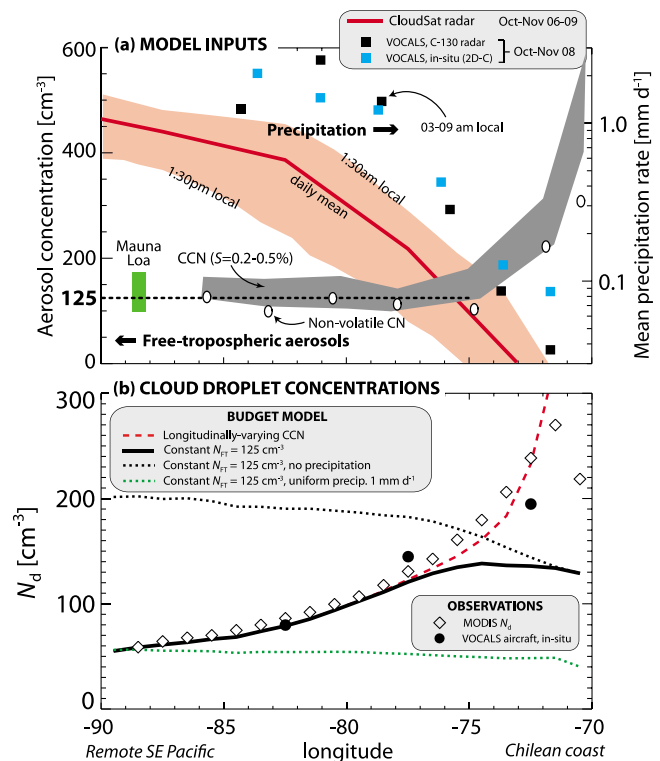 CloudSat radar Oct-Nov 06-09
VOCALS, C-130 radar
VOCALS, in-situ (2D-C)
Oct-Nov 08
(a) MODEL INPUTS
600
400
200
125
0
Aerosol concentration [cm⁻³]
1.0
0.1
Mean precipitation rate [mm d⁻¹]
Precipitation
03-09 am local
1:30pm local
daily mean
1:30am local
Mauna
Loa
CCN (S=0.2-0.5%)
Non-volatile CN
Free-tropospheric aerosols
(b) CLOUD DROPLET CONCENTRATIONS
300
200
100
0
N_d [cm⁻³]
BUDGET MODEL
Longitudinally-varying CCN
Constant N_FT = 125 cm⁻³
Constant N_FT = 125 cm⁻³, no precipitation
Constant N_FT = 125 cm⁻³, uniform precip. 1 mm d⁻¹
OBSERVATIONS
MODIS N_d
VOCALS aircraft, in-situ
-90 -85 -80 -75 -70
Remote SE Pacific longitude Chilean coast